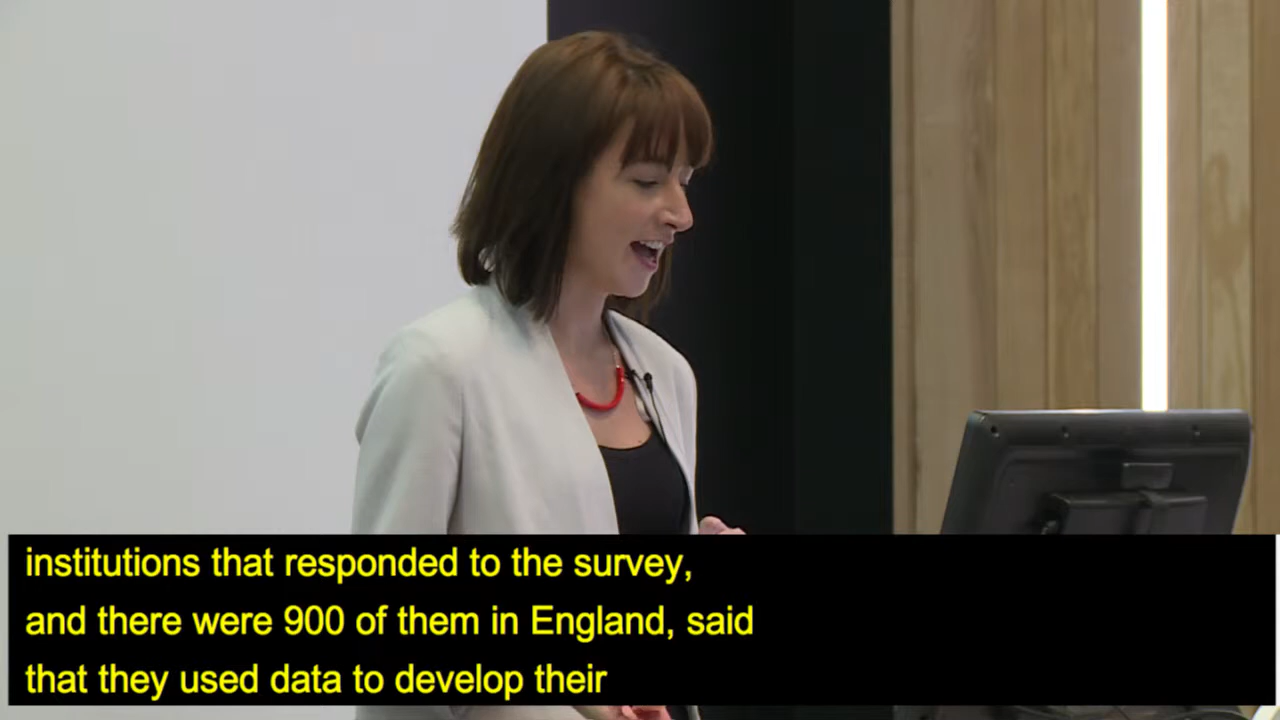 institutions that responded to the survey,
and there were 900 of them in England, said
that they used data to develop their